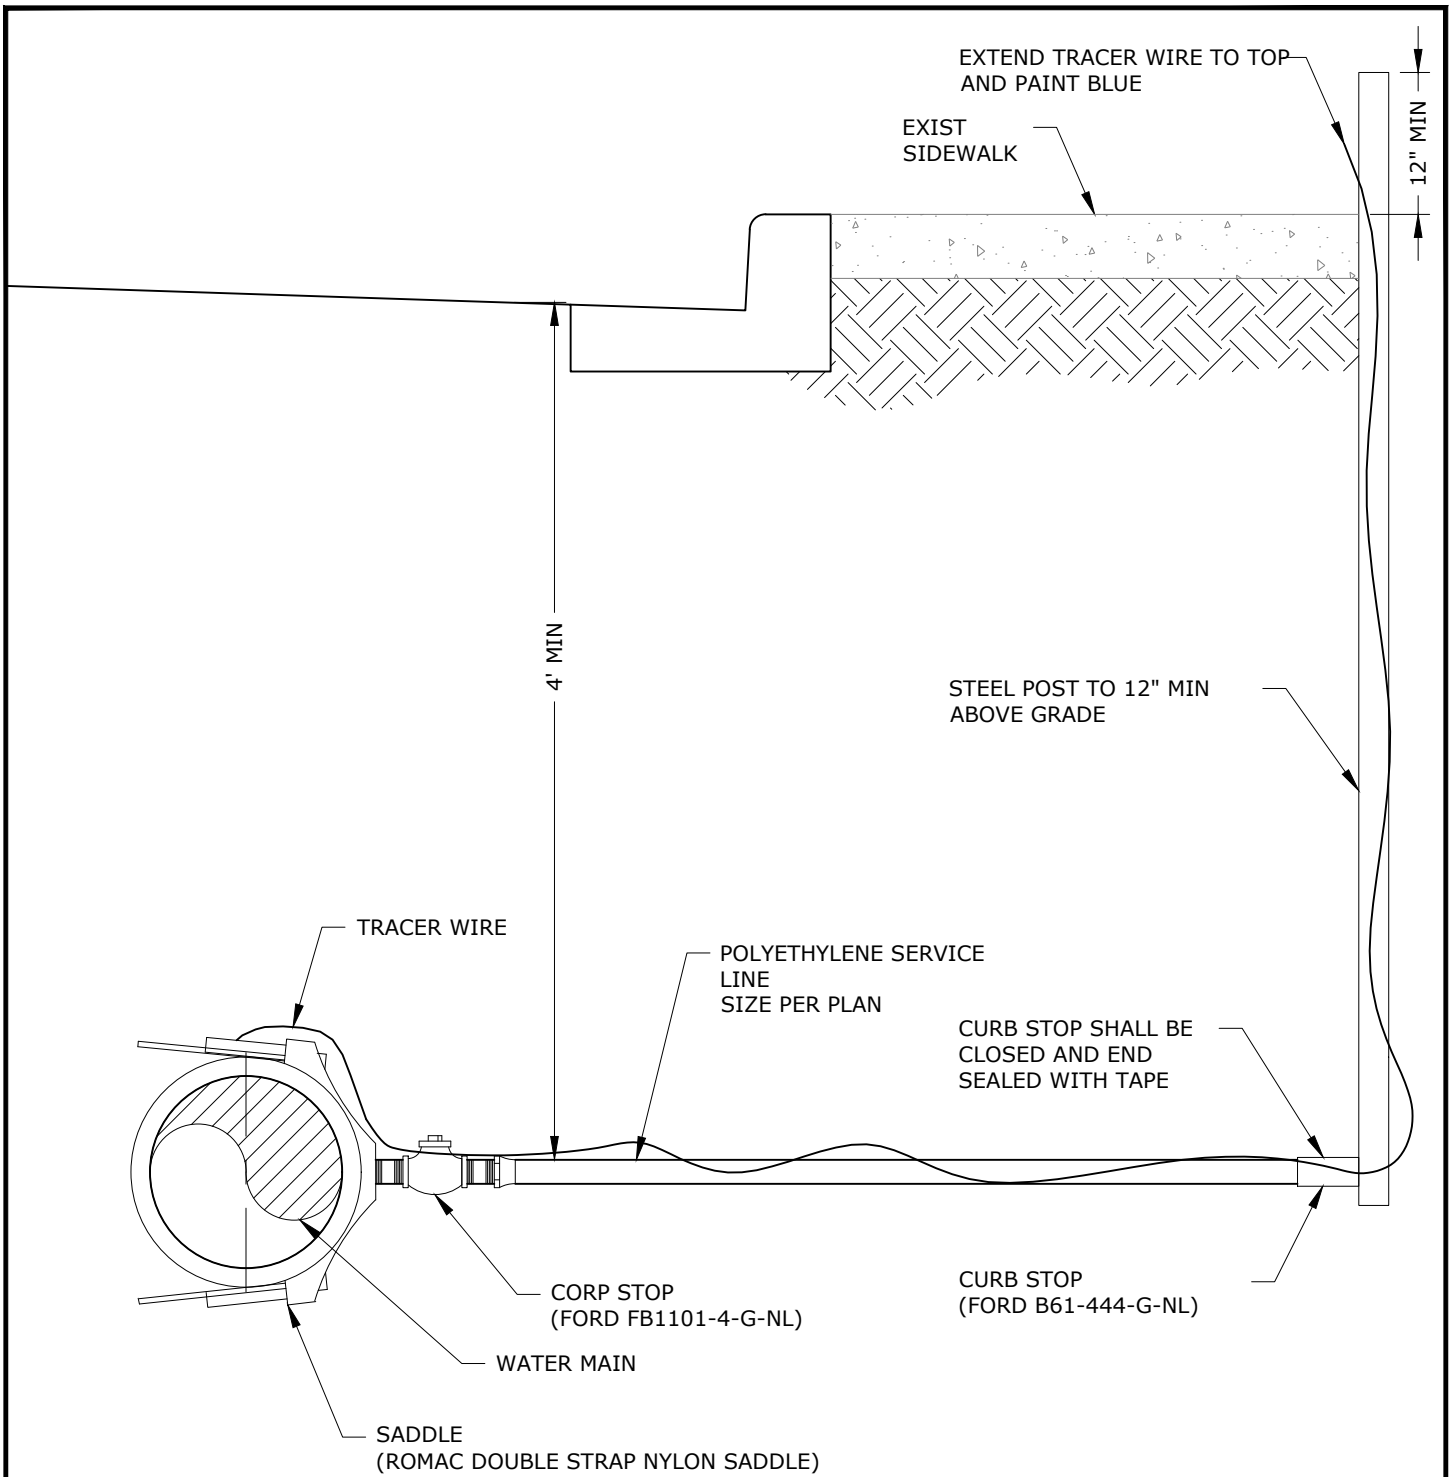 EXTEND TRACER WIRE TO TOP
AND PAINT BLUE
12" MIN
EXIST
SIDEWALK
4' MIN
STEEL POST TO 12" MIN
ABOVE GRADE
TRACER WIRE
POLYETHYLENE SERVICE
LINE
SIZE PER PLAN
CURB STOP SHALL BE
CLOSED AND END
SEALED WITH TAPE
CORP STOP
(FORD FB1101-4-G-NL)
CURB STOP
(FORD B61-444-G-NL)
WATER MAIN
SADDLE
(ROMAC DOUBLE STRAP NYLON SADDLE)